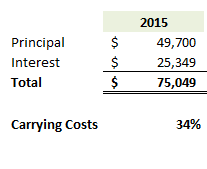 2015
Principal $ 49,700
Interest $ 25,349
Total $ 75,049
Carrying Costs 34%